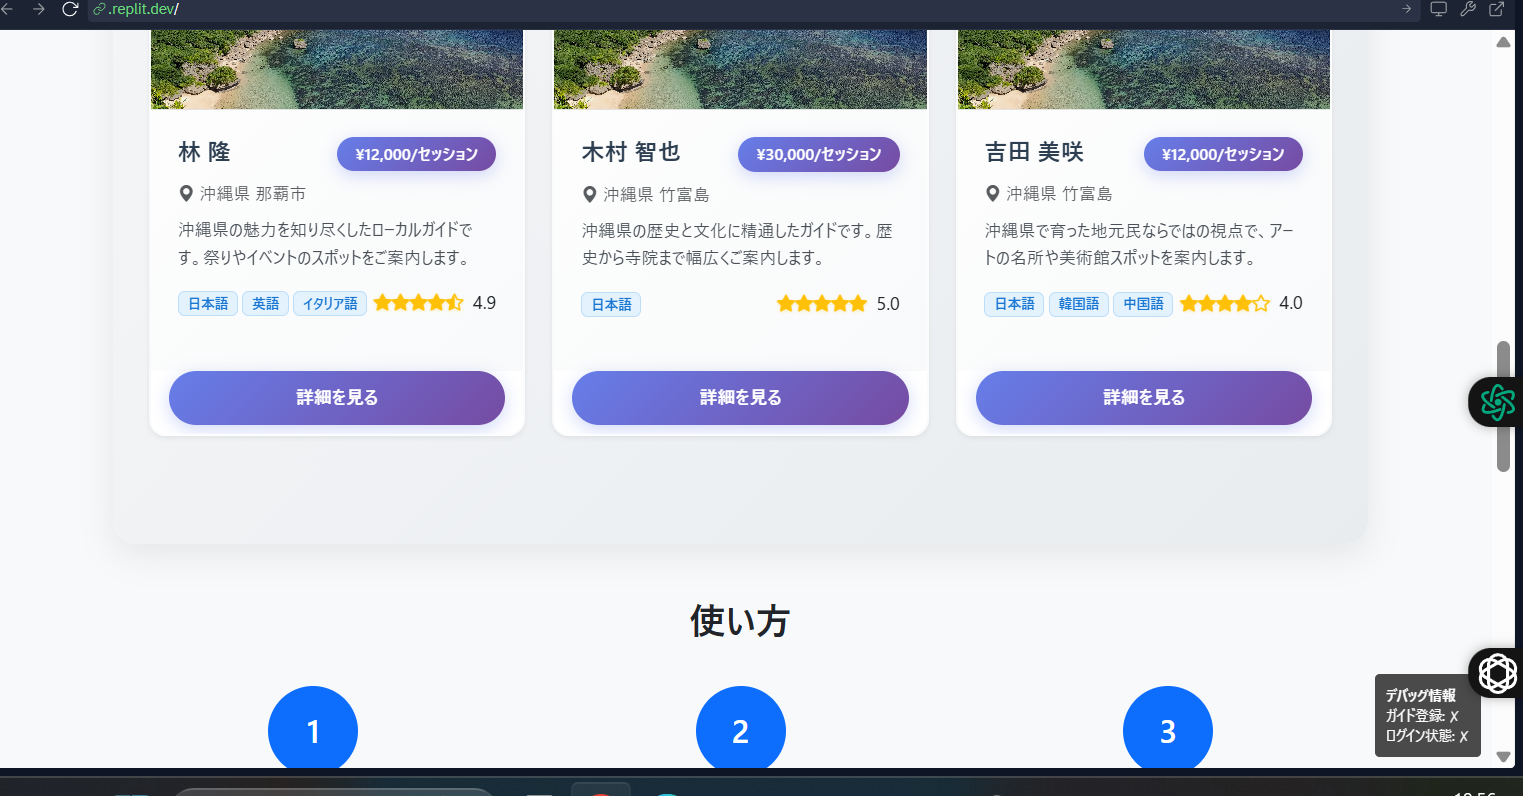 .replit.dev/
林 隆
¥12,000/セッション
沖縄県 那覇市
沖縄県の魅力を知り尽くしたローカルガイドで
す。祭りやイベントのスポットをご案内します。
日本語 英語 イタリア語 4.9
詳細を見る
木村 智也
¥30,000/セッション
沖縄県 竹富島
沖縄県の歴史と文化に精通したガイドです。歴
史から寺院まで幅広くご案内します。
日本語 5.0
詳細を見る
吉田 美咲
¥12,000/セッション
沖縄県 竹富島
沖縄県で育った地元民ならではの視点で、アー
トの名所や美術館スポットを案内します。
日本語 韓国語 中国語 4.0
詳細を見る
使い方
1
2
3
デバッグ情報
ガイド登録: ✗
ログイン状態: ✗